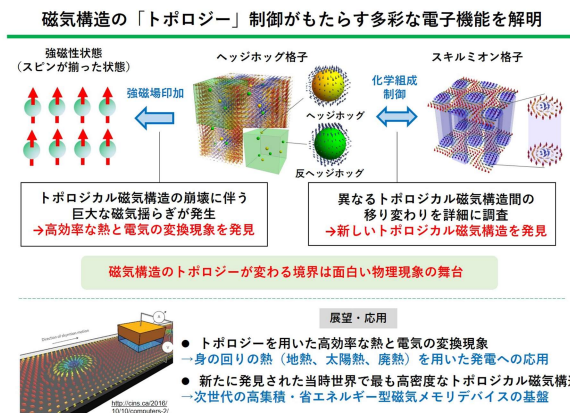 磁気構造の「トポロジー」制御がもたらす多彩な電子機能を解明
強磁性状態
(スピンが揃った状態)
強磁場印加
ヘッジホッグ格子
ヘッジホッグ
反ヘッジホッグ
化学組成
制御
スキルミオン格子
トポロジカル磁気構造の崩壊に伴う
巨大な磁気揺らぎが発生
→高効率な熱と電気の変換現象を発見
異なるトポロジカル磁気構造間の
移り変わりを詳細に調査
→新しいトポロジカル磁気構造を発見
磁気構造のトポロジーが変わる境界は面白い物理現象の舞台
展望・応用
● トポロジーを用いた高効率な熱と電気の変換現象
→身の回りの熱(地熱、太陽熱、廃熱)を用いた発電への応用
● 新たに発見された当時世界で最も高密度なトポロジカル磁気構造
→次世代の高集積・省エネルギー型磁気メモリデバイスの基盤
http://cins.ca/2016/
10/10/computers-2/